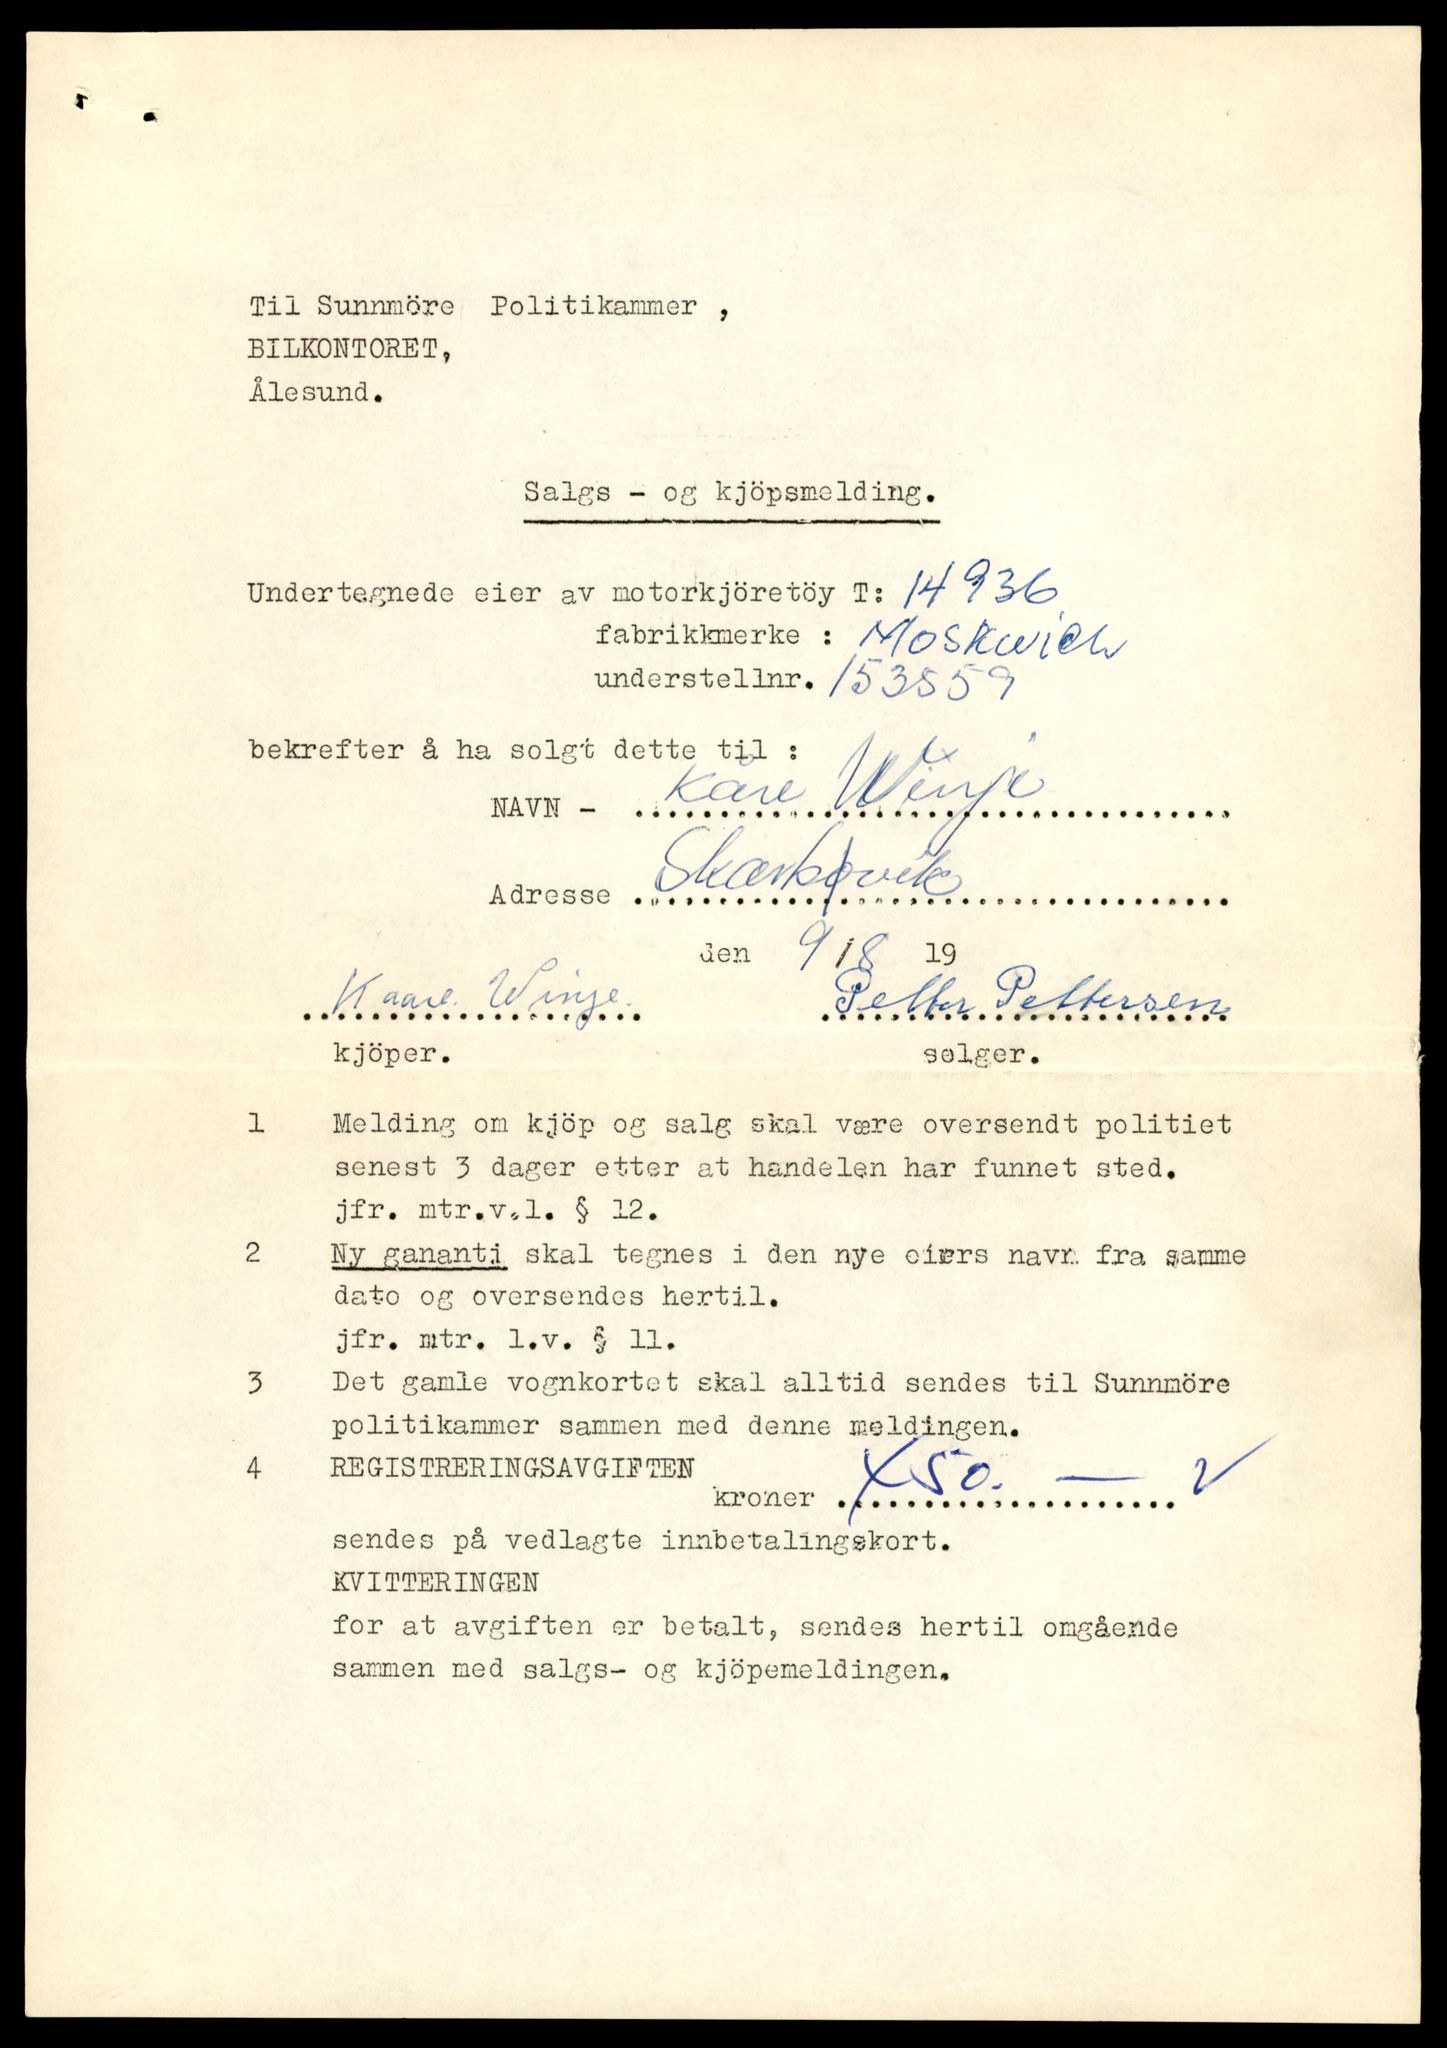 Til Sunnmöre Politikammer ,
BILKONTORET,
Ålesund.
Salgs - og kjöpsmelding.
Undertegnede eier av motorkjöretöy T: 14936
fabrikkmerke : Moskwich
understellnr. 153559
bekrefter å ha solgt dette til :
NAVN - Kåre Winje
Adresse
den 9/8 19
Kaare Winje.
Petter Pettersen
kjöper. selger.
1 Melding om kjöp og salg skal være oversendt politiet
senest 3 dager etter at handelen har funnet sted.
jfr. mtr.v.l. § 12.
2 Ny gananti skal tegnes i den nye eiers navn fra samme
dato og oversendes hertil.
jfr. mtr. l.v. § 11.
3 Det gamle vognkortet skal alltid sendes til Sunnmöre
politikammer sammen med denne meldingen.
4 REGISTRERINGSAVGIFTEN
kroner X 50. —
sendes på vedlagte innbetalingskort.
KVITTERINGEN
for at avgiften er betalt, sendes hertil omgående
sammen med salgs- og kjöpemeldingen.